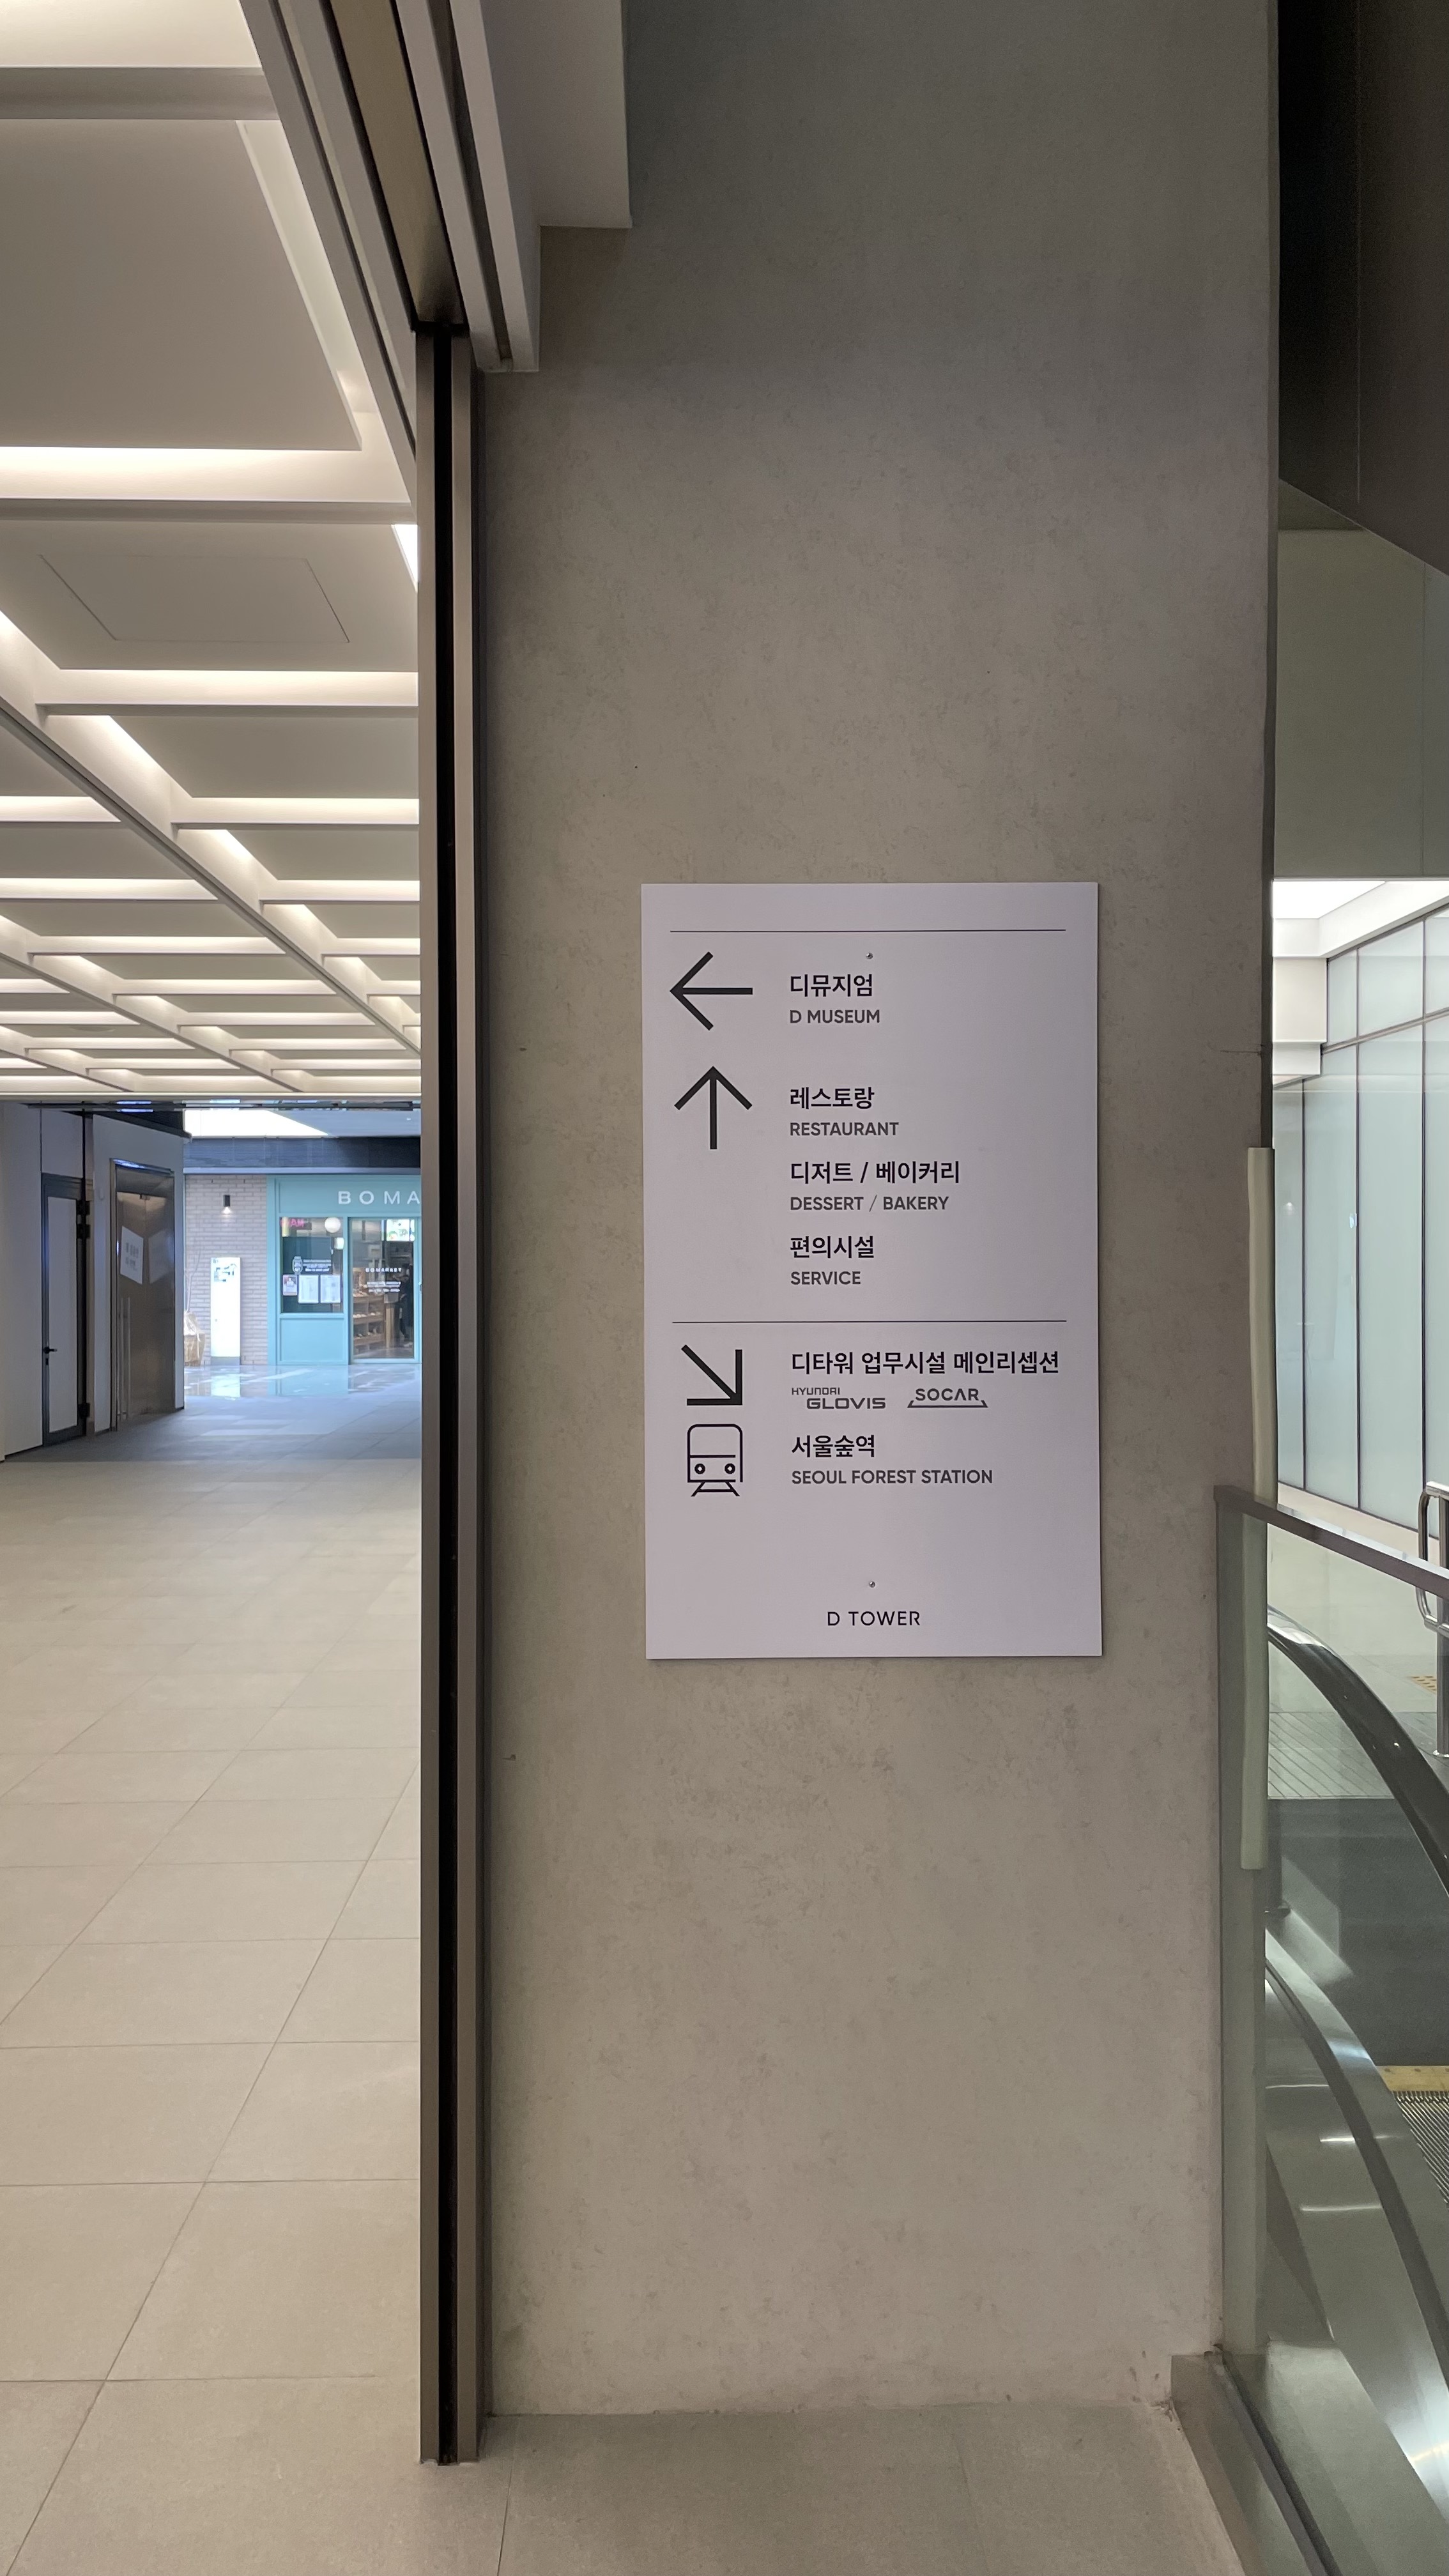 디뮤지엄
D MUSEUM
레스토랑
RESTAURANT
디저트 / 베이커리
DESSERT / BAKERY
편의시설
SERVICE
디타워 업무시설 메인리셉션
HYUNDAI GLOVIS SOCAR
서울숲역
SEOUL FOREST STATION
D TOWER
BOMA
BOMARKET